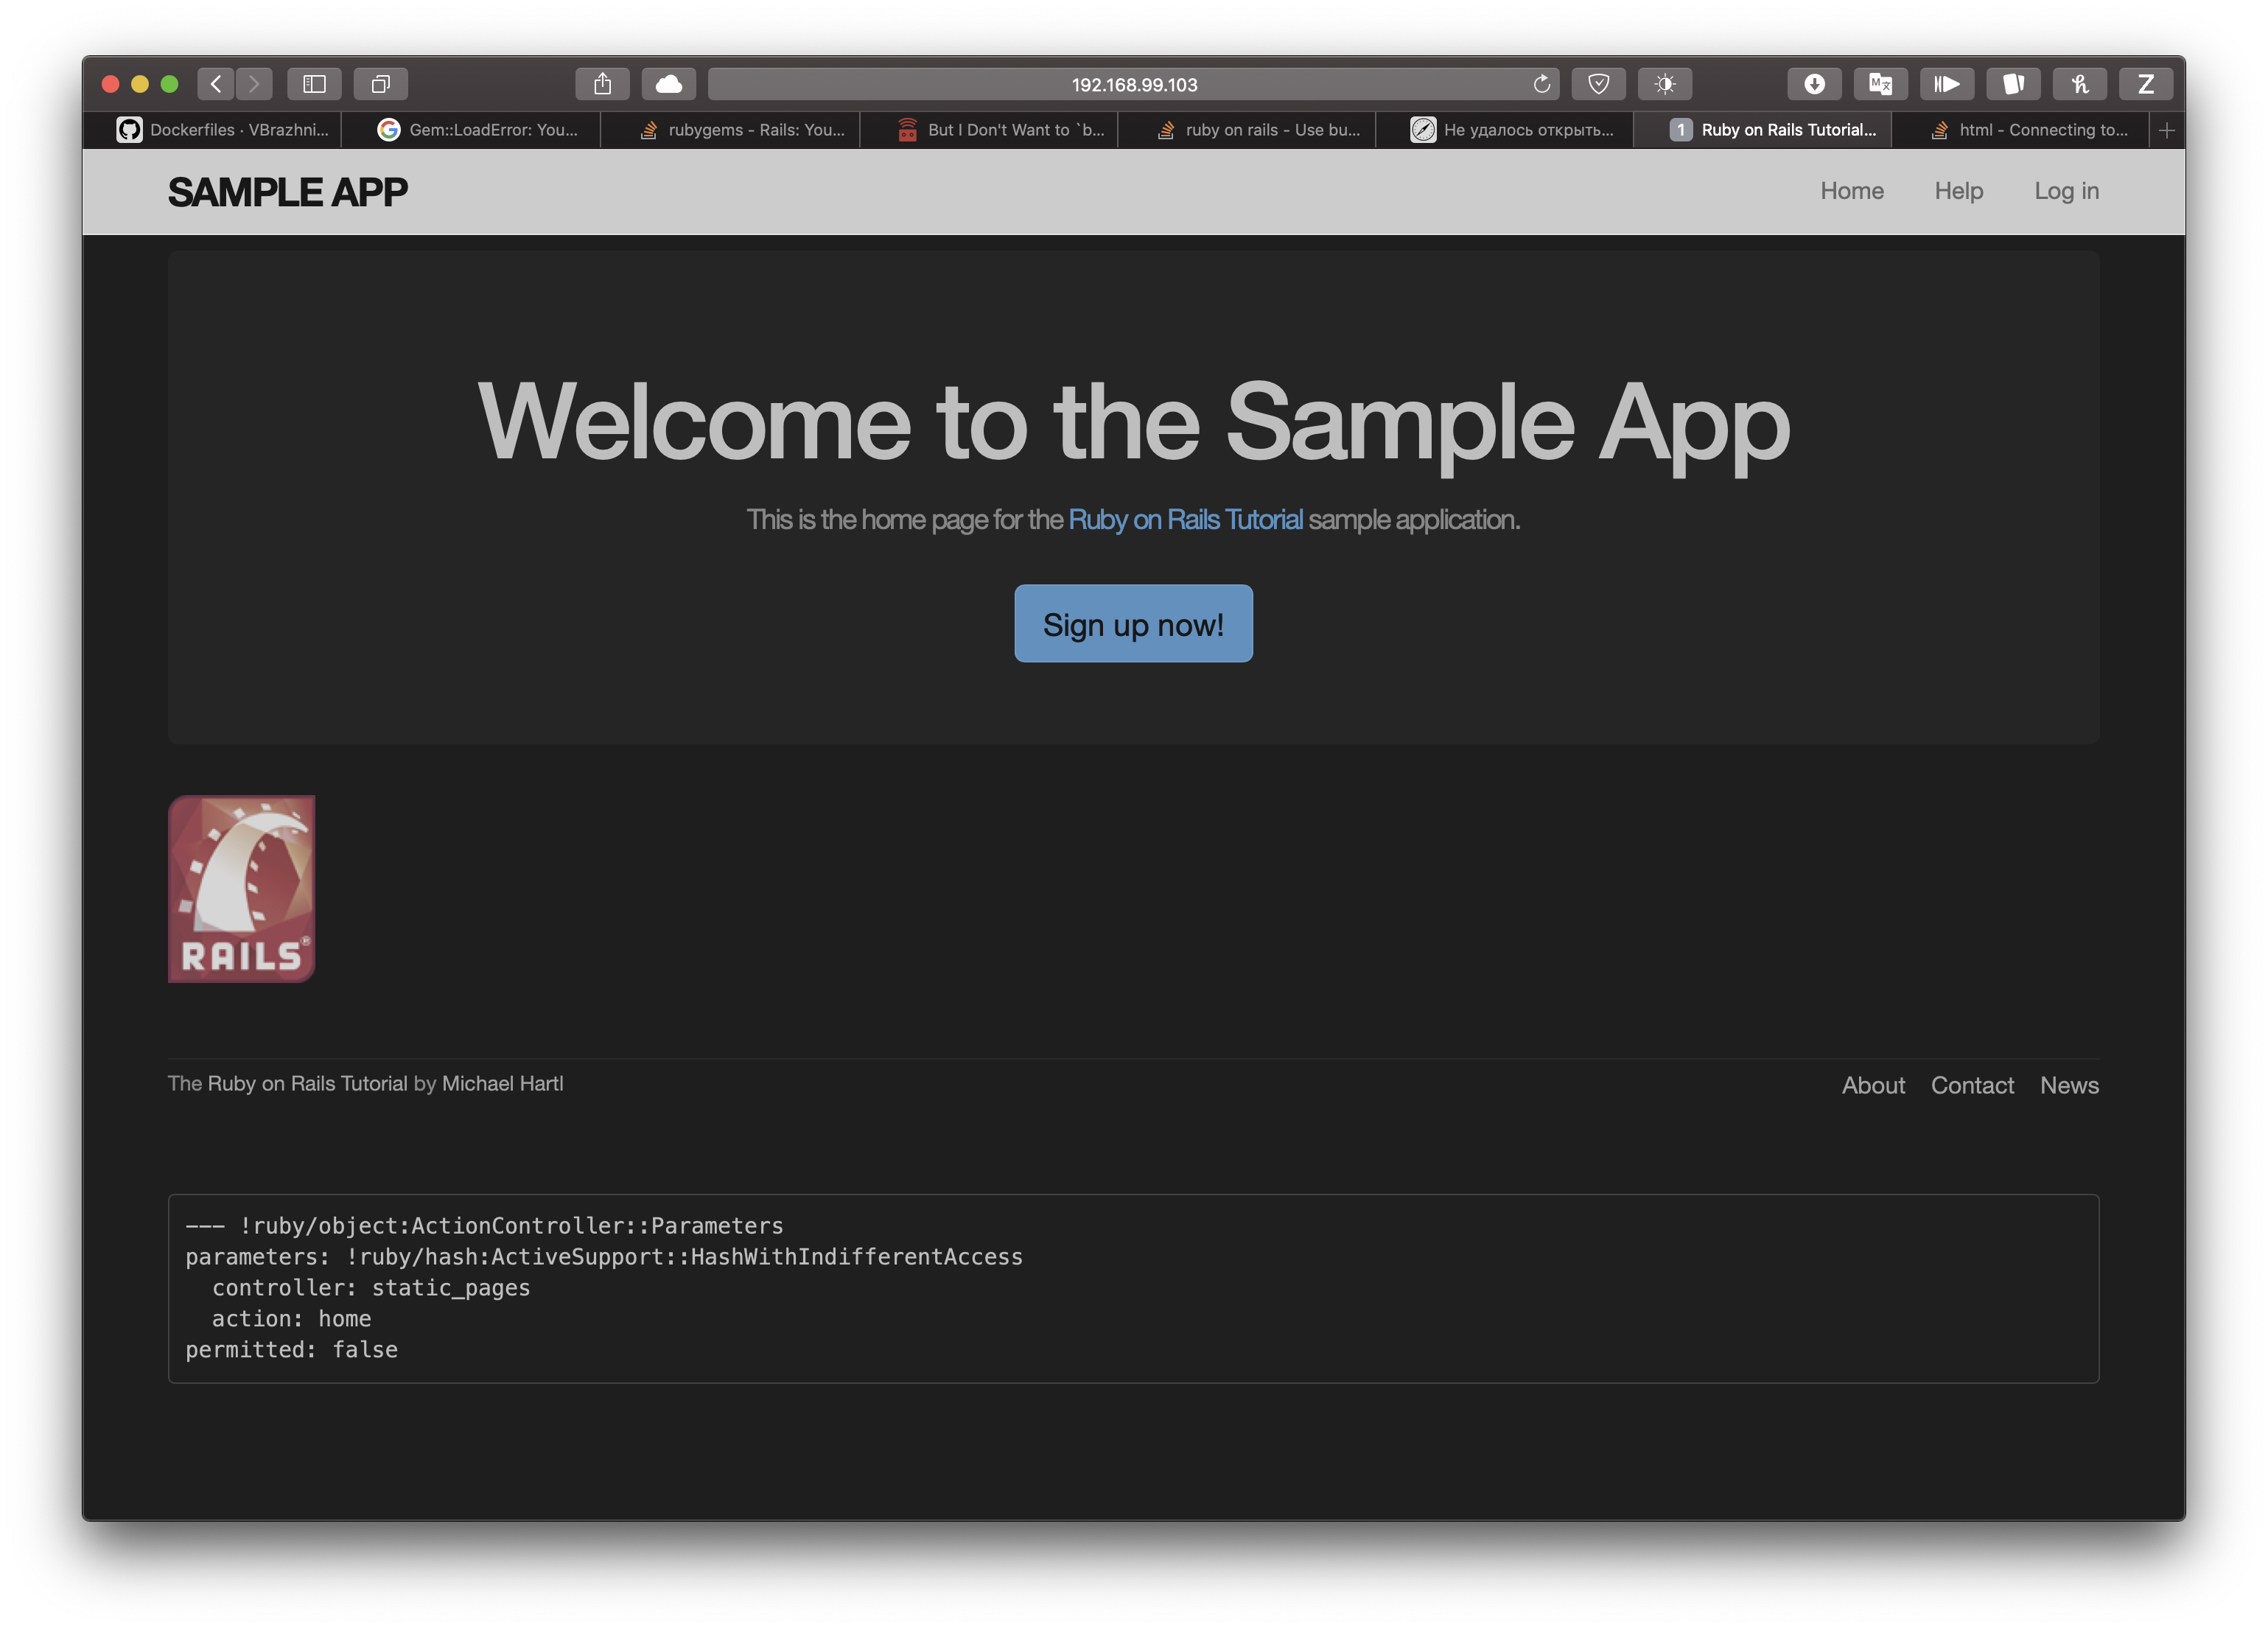 192.168.99.103
Dockerfiles · VBrazhni...
Gem::LoadError: You...
rubygems - Rails: You...
But I Don't Want to `b...
ruby on rails - Use bu...
Не удалось открыть...
1 Ruby on Rails Tutorial...
html - Connecting to...
SAMPLE APP
Home Help Log in
Welcome to the Sample App
This is the home page for the Ruby on Rails Tutorial sample application.
Sign up now!
RAILS®
The Ruby on Rails Tutorial by Michael Hartl
About Contact News
--- !ruby/object:ActionController::Parameters
parameters: !ruby/hash:ActiveSupport::HashWithIndifferentAccess
  controller: static_pages
  action: home
permitted: false